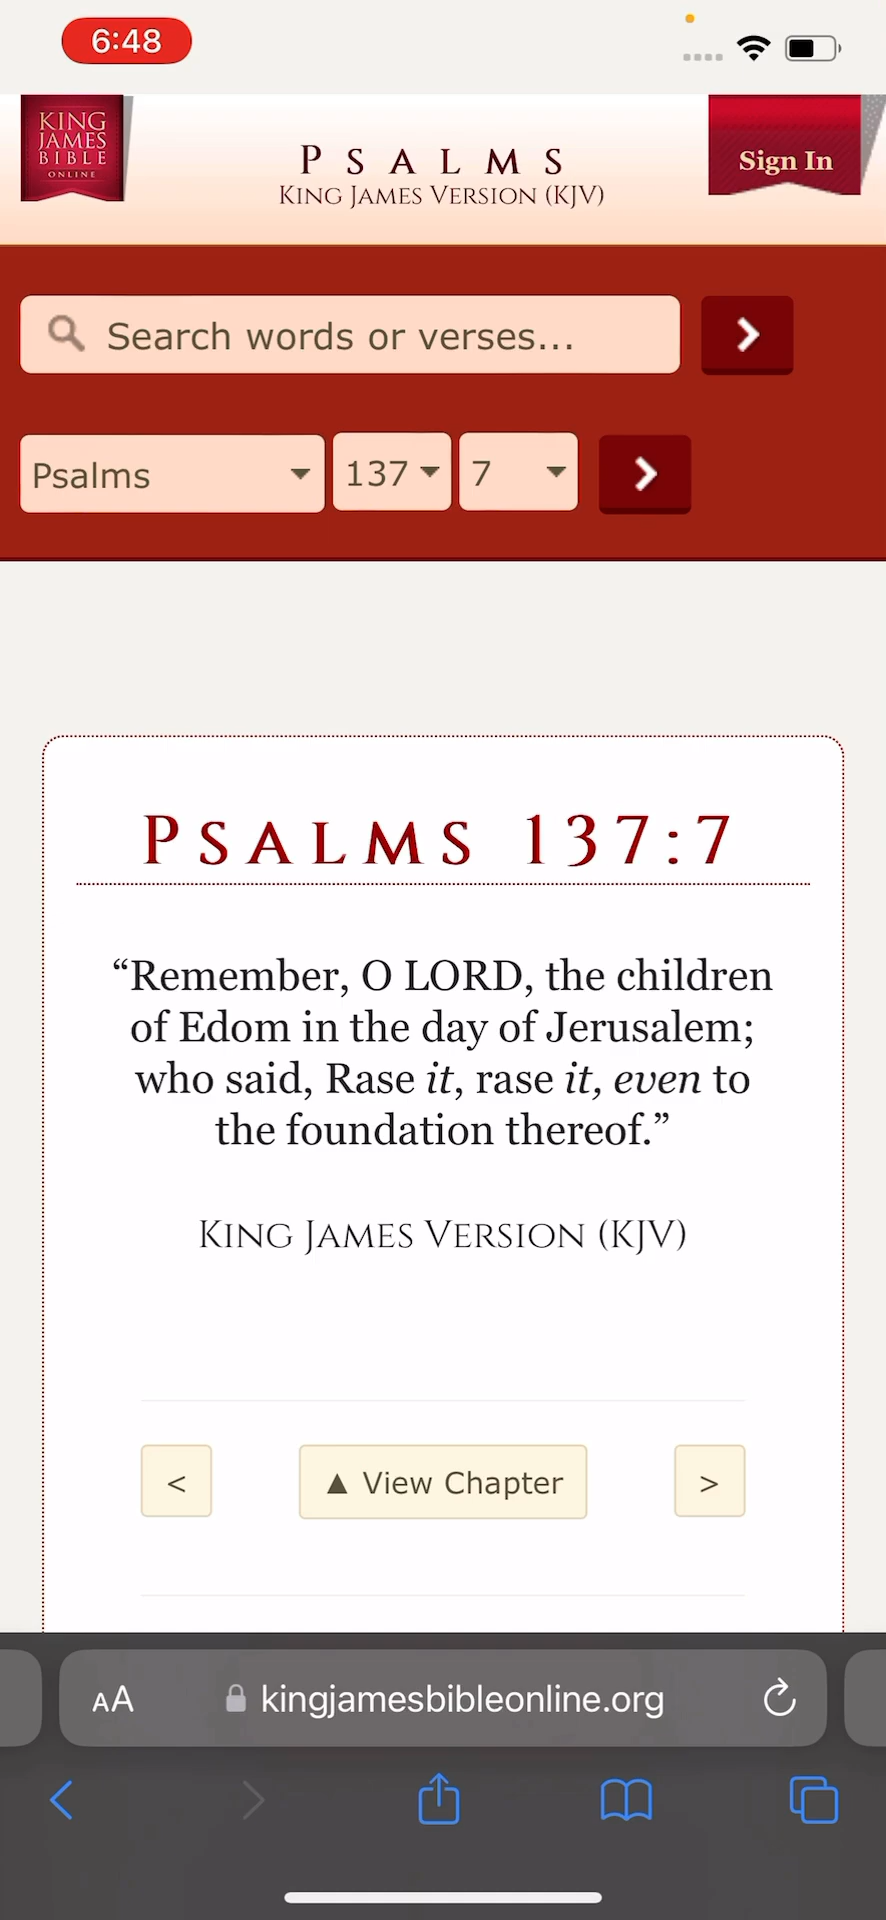 6:48
KING
JAMES
BIBLE
ONLINE
PSALMS
KING JAMES VERSION (KJV)
Sign In
Search words or verses...
Psalms 137 7
PSALMS 137:7
“Remember, O LORD, the children
of Edom in the day of Jerusalem;
who said, Rase it, rase it, even to
the foundation thereof.”
KING JAMES VERSION (KJV)
< ▲ View Chapter >
AA kingjamesbibleonline.org